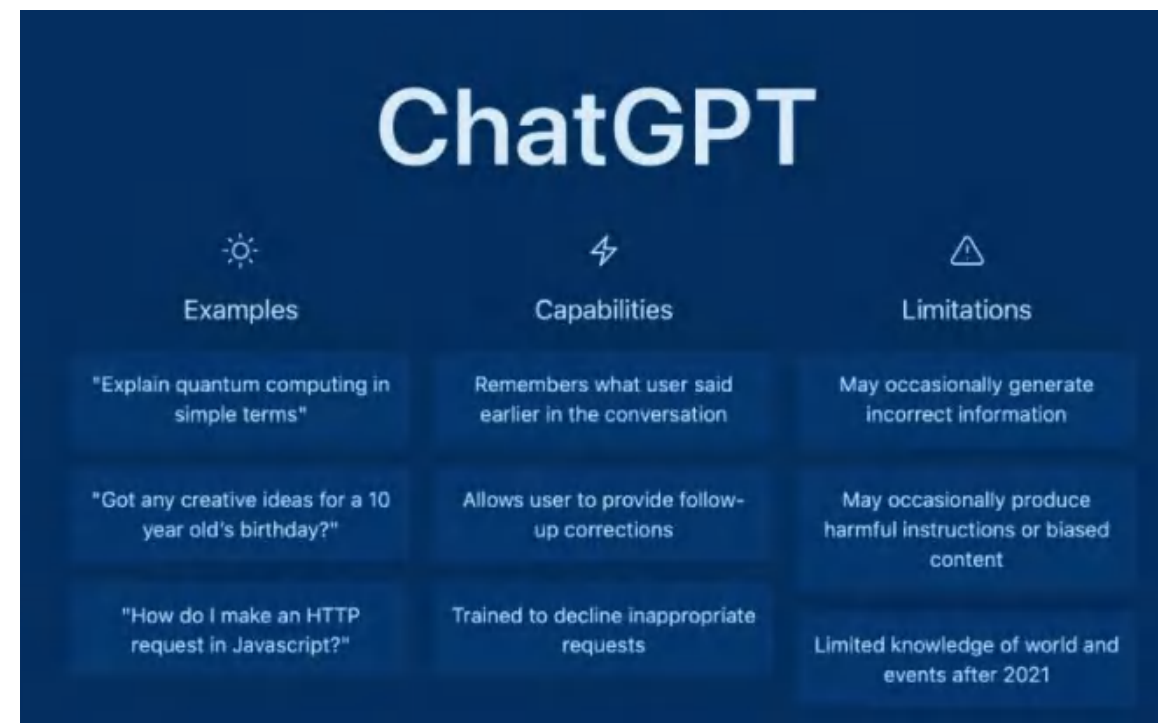 ChatGPT
Examples
"Explain quantum computing in
simple terms"
"Got any creative ideas for a 10
year old's birthday?"
"How do I make an HTTP
request in Javascript?"
Capabilities
Remembers what user said
earlier in the conversation
Allows user to provide follow-
up corrections
Trained to decline inappropriate
requests
Limitations
May occasionally generate
incorrect information
May occasionally produce
harmful instructions or biased
content
Limited knowledge of world and
events after 2021